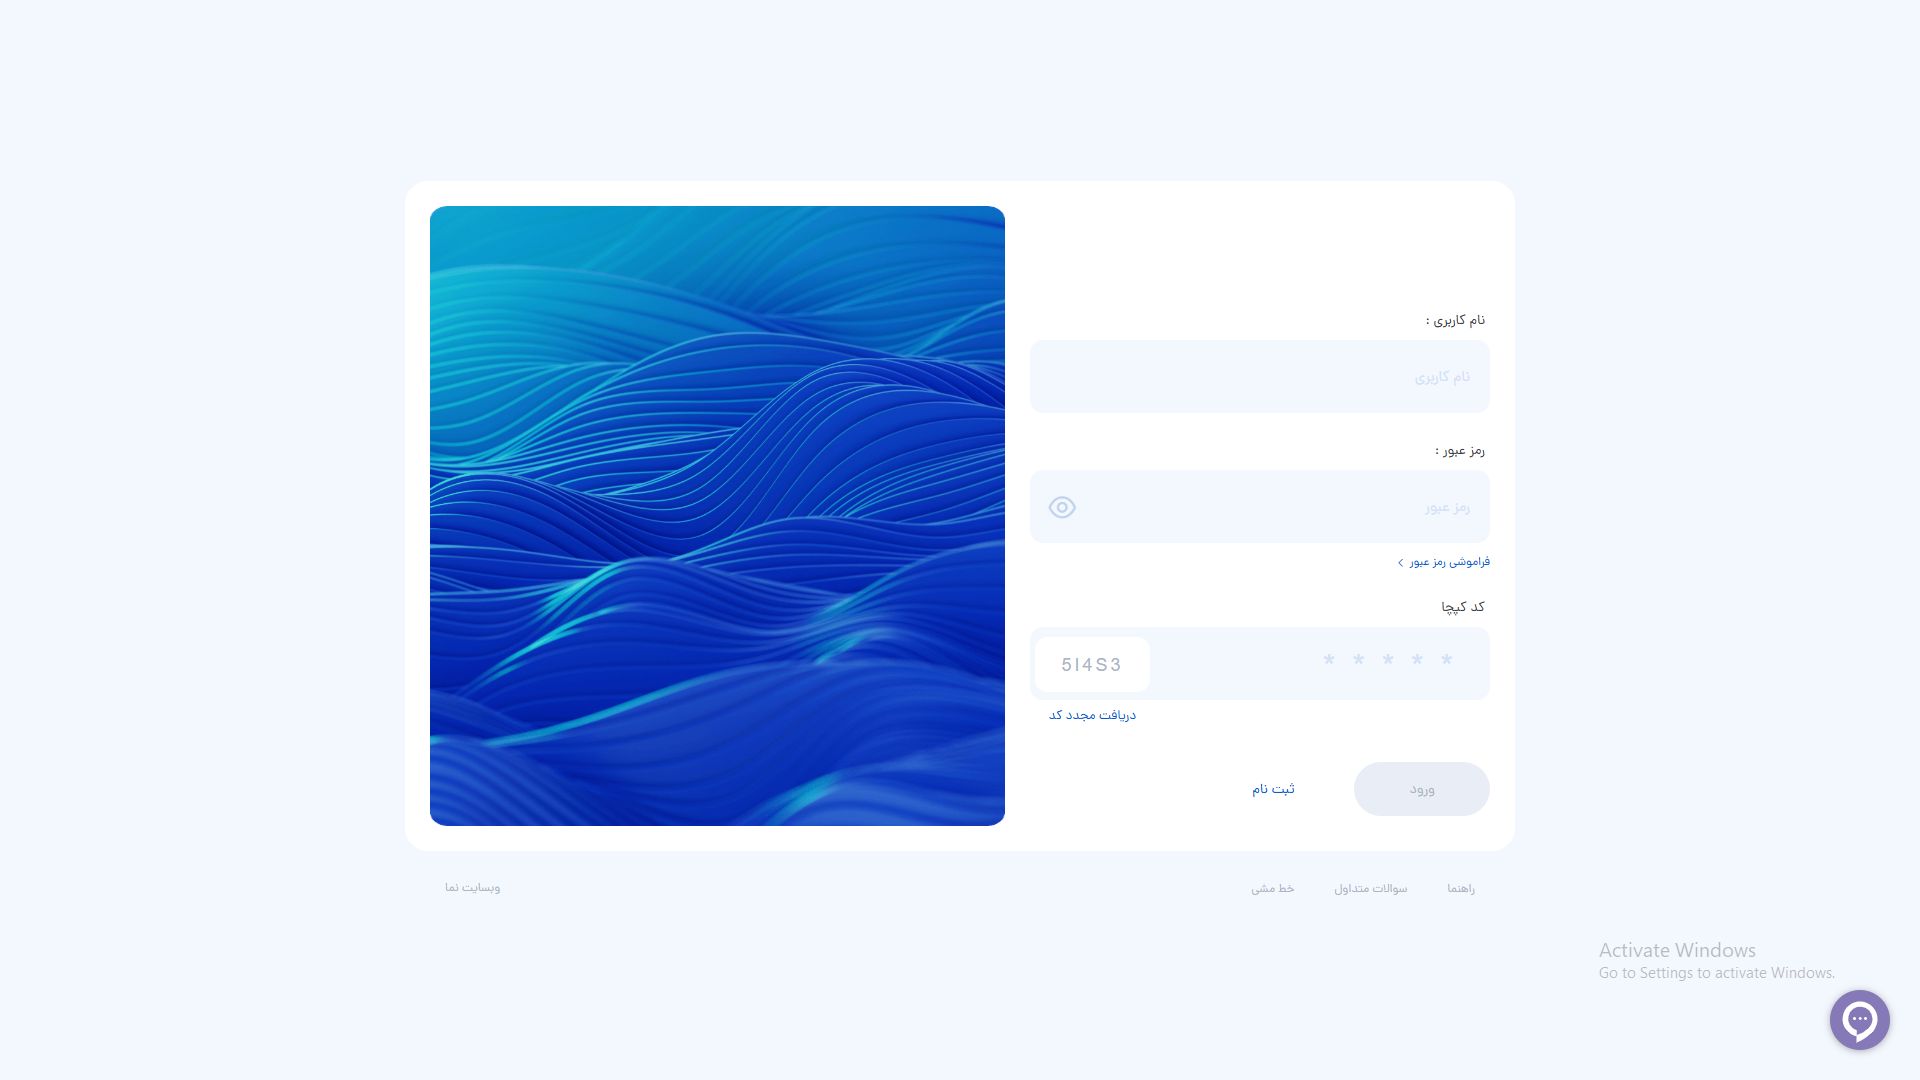 نام کاربری :
نام کاربری
رمز عبور :
رمز عبور
فراموشی رمز عبور
کد کپچا
* * * * *
5I4S3
دریافت مجدد کد
ورود
ثبت نام
راهنما
سوالات متداول
خط مشی
وبسایت نما
Activate Windows
Go to Settings to activate Windows.